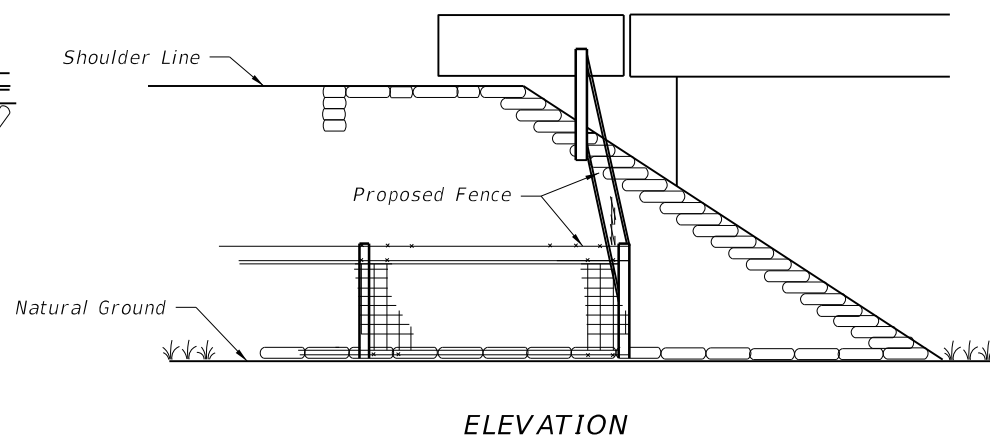 Shoulder Line
Proposed Fence
Natural Ground
ELEVATION